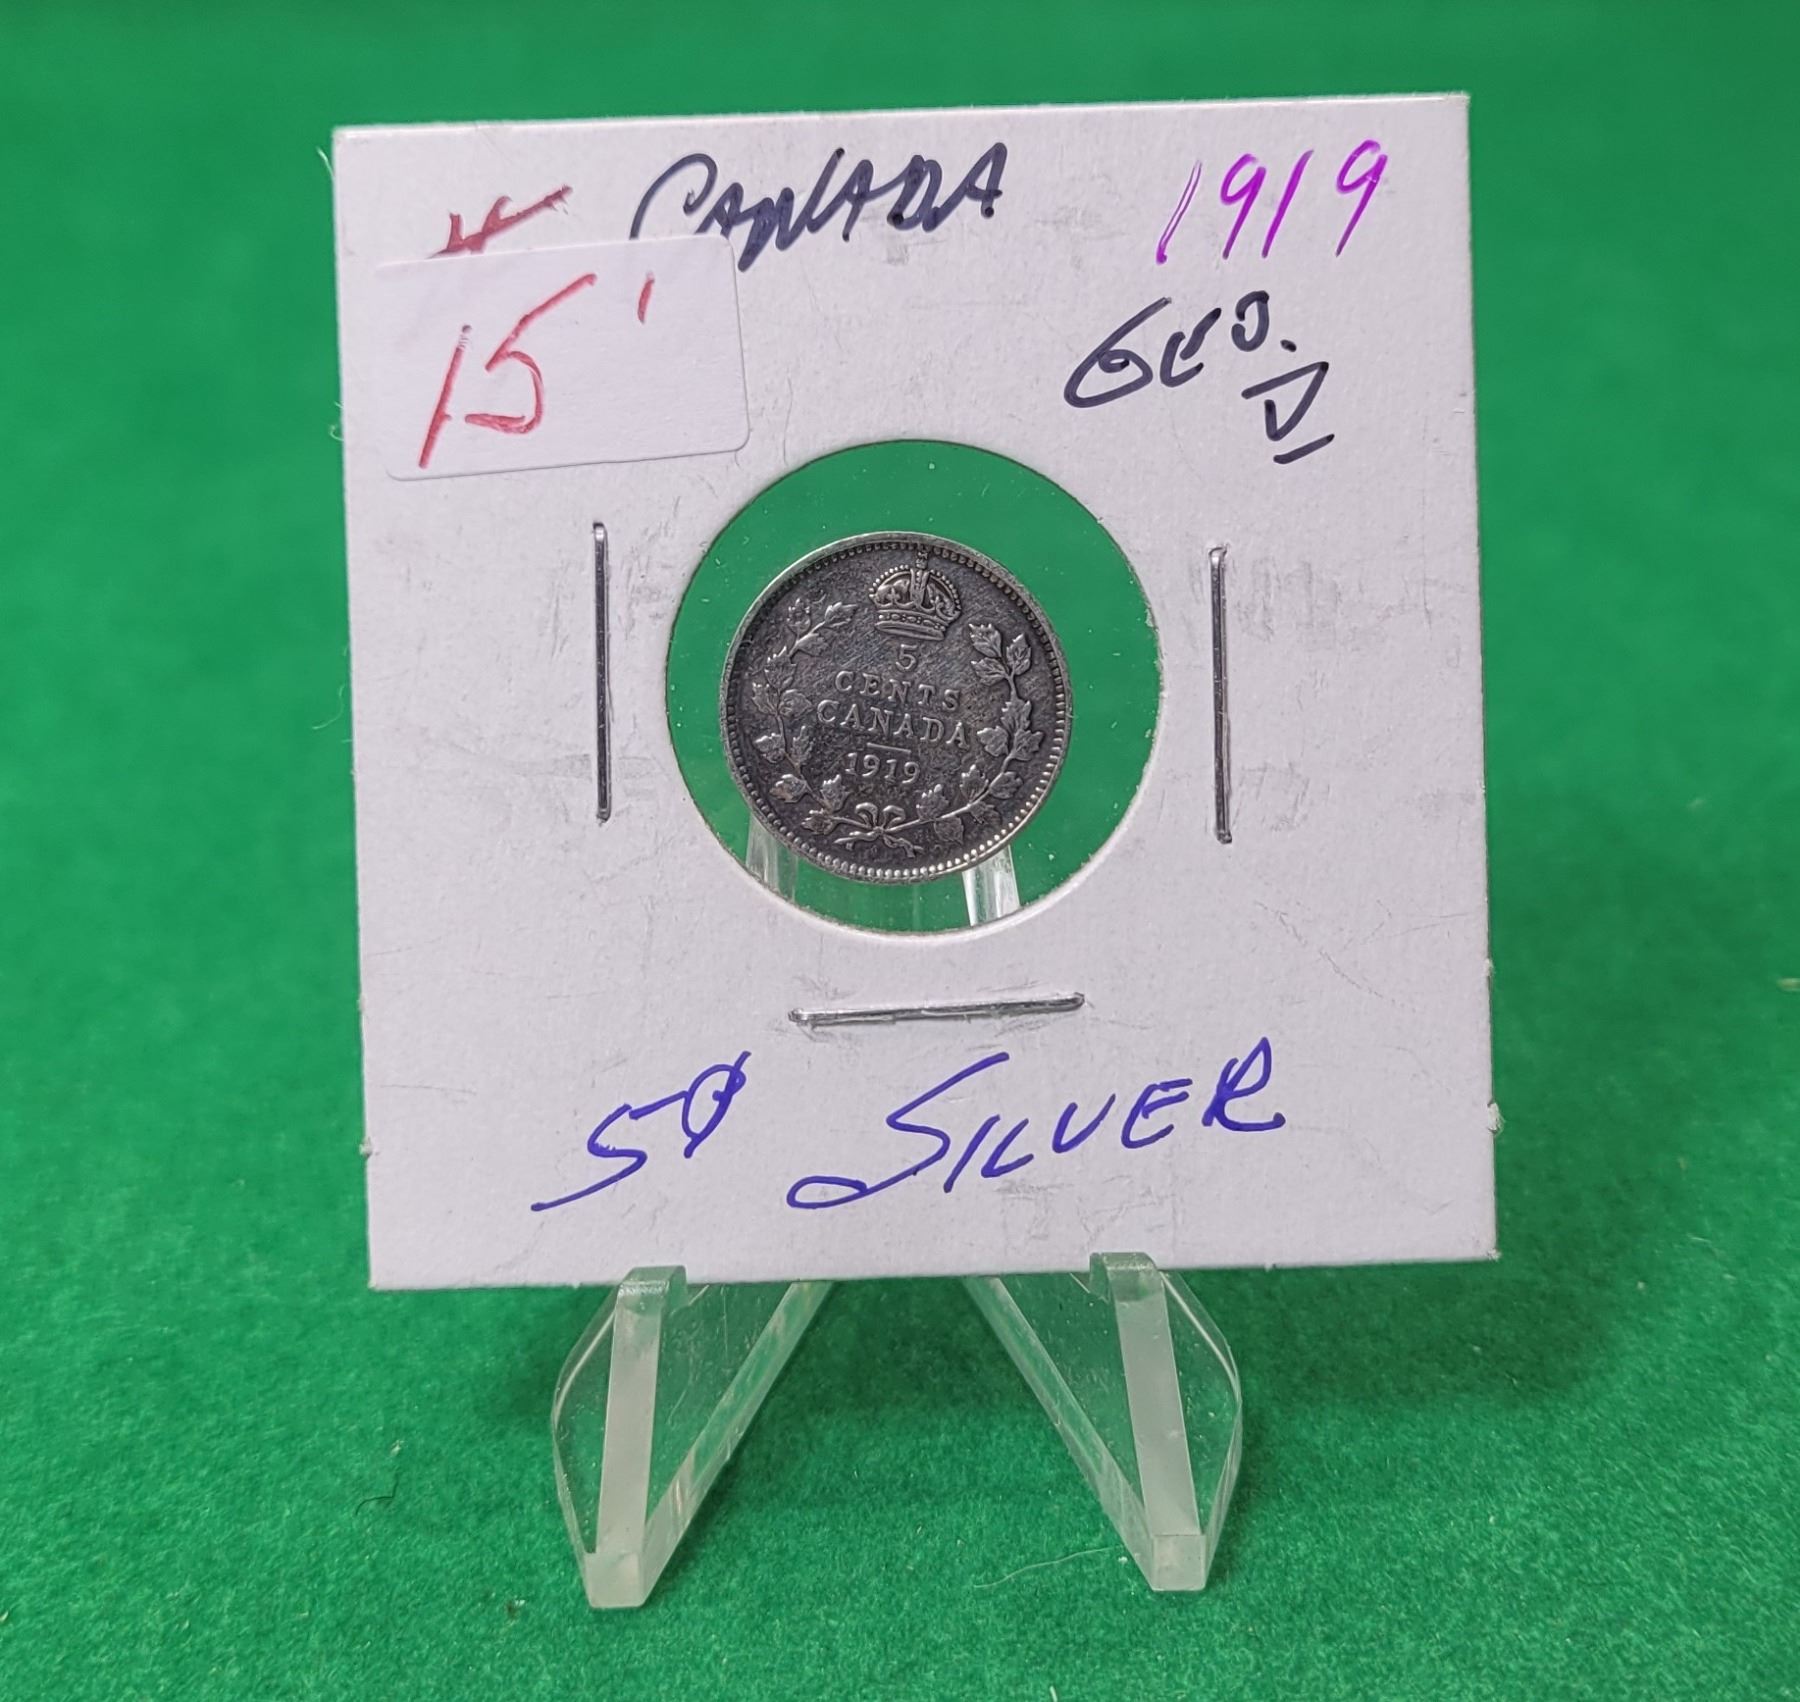 CANADA 1919
15
GEO.
V
5
CENTS
CANADA
1919
5¢ SILVER